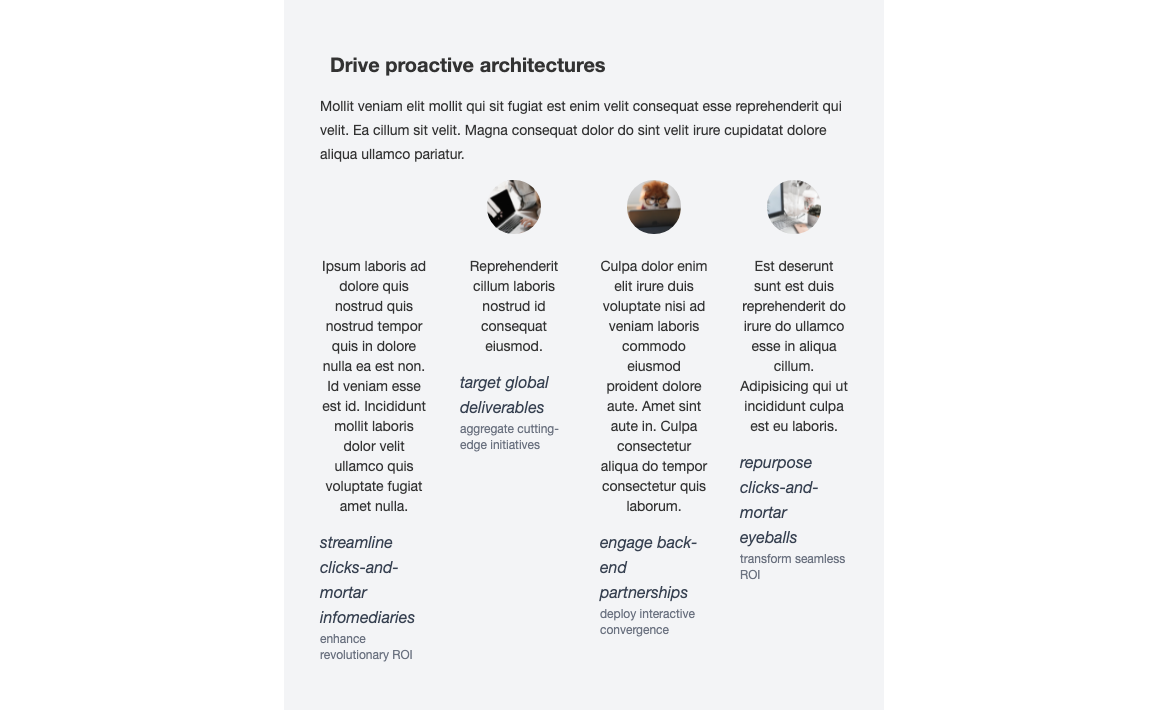 Drive proactive architectures
Mollit veniam elit mollit qui sit fugiat est enim velit consequat esse reprehenderit qui
velit. Ea cillum sit velit. Magna consequat dolor do sint velit irure cupidatat dolore
aliqua ullamco pariatur.
Ipsum laboris ad
dolore quis
nostrud quis
nostrud tempor
quis in dolore
nulla ea est non.
Id veniam esse
est id. Incididunt
mollit laboris
dolor velit
ullamco quis
voluptate fugiat
amet nulla.
streamline
clicks-and-
mortar
infomediaries
enhance
revolutionary ROI
Reprehenderit
cillum laboris
nostrud id
consequat
eiusmod.
target global
deliverables
aggregate cutting-
edge initiatives
Culpa dolor enim
elit irure duis
voluptate nisi ad
veniam laboris
commodo
eiusmod
proident dolore
aute. Amet sint
aute in. Culpa
consectetur
aliqua do tempor
consectetur quis
laborum.
engage back-
end
partnerships
deploy interactive
convergence
Est deserunt
sunt est duis
reprehenderit do
irure do ullamco
esse in aliqua
cillum.
Adipisicing qui ut
incididunt culpa
est eu laboris.
repurpose
clicks-and-
mortar
eyeballs
transform seamless
ROI